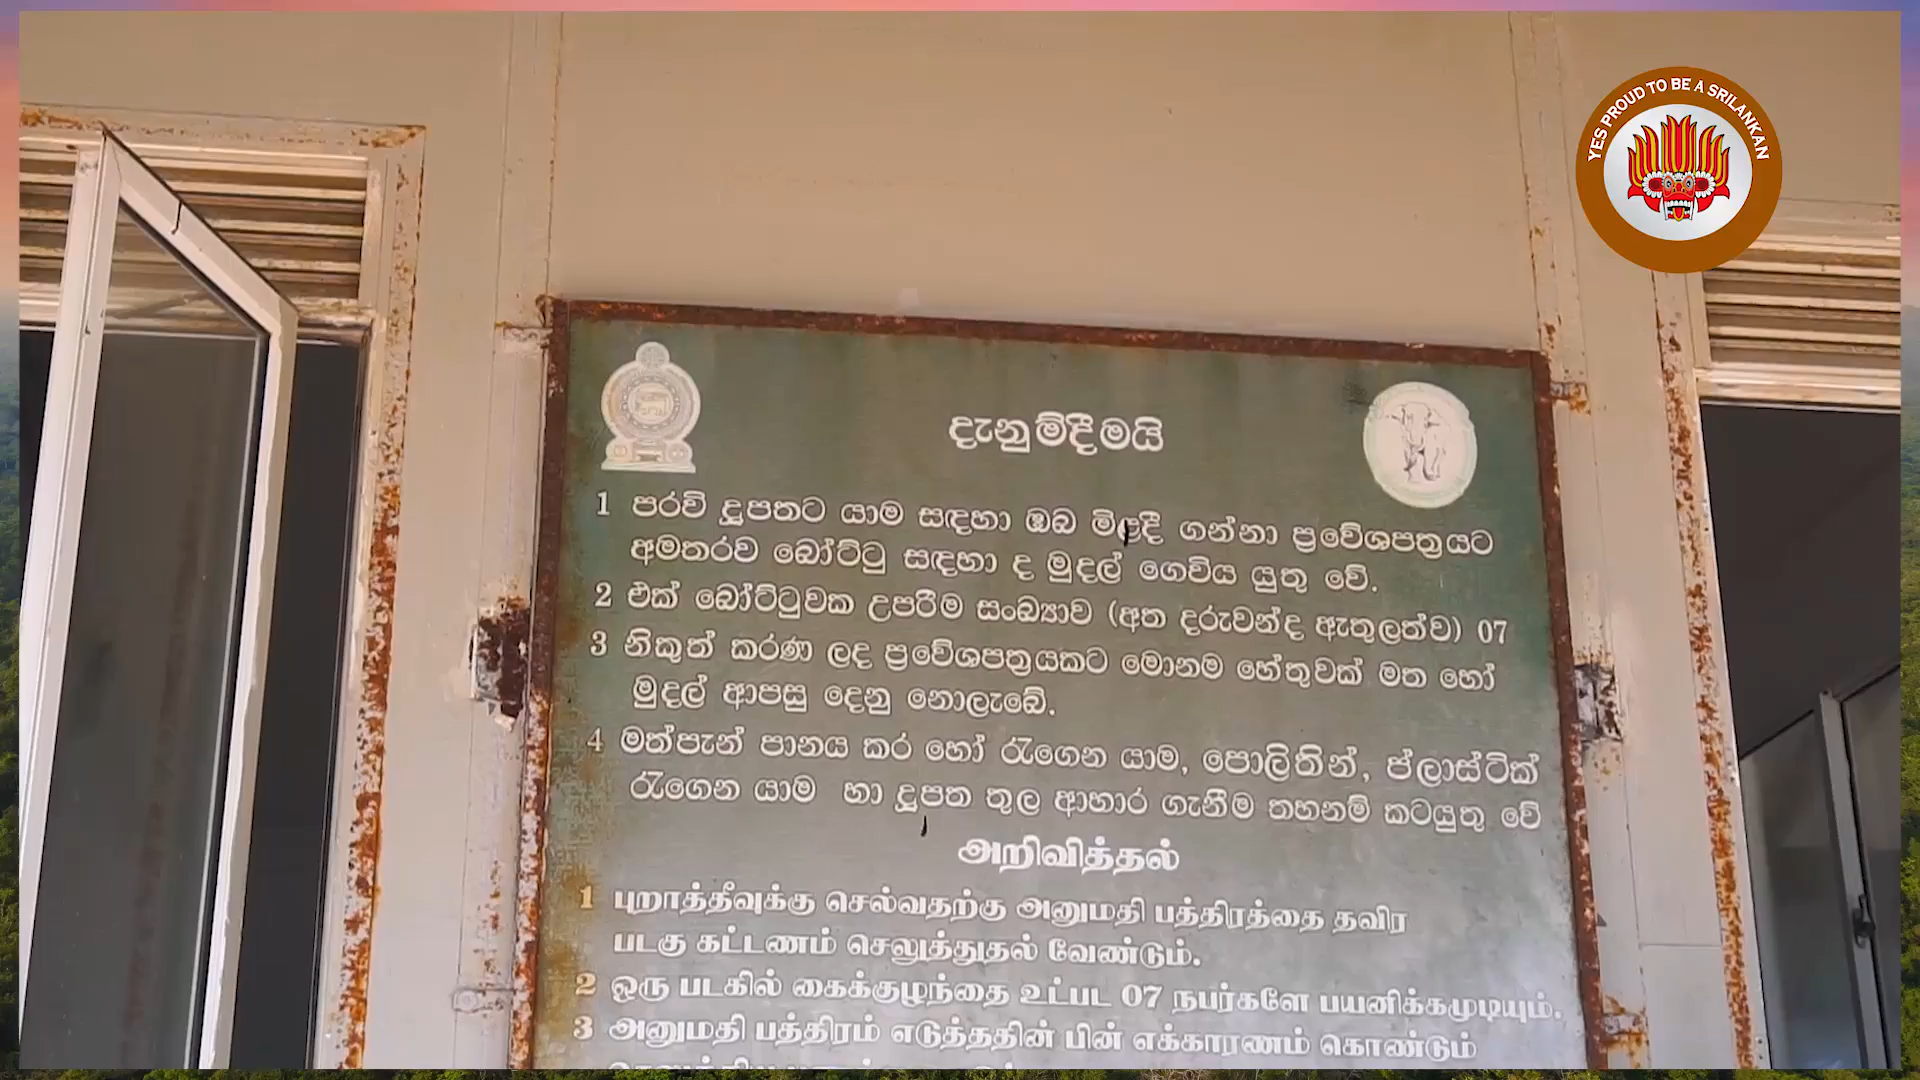 YES PROUD TO BE A SRILANKAN
දැනුම්දීමයි
1 පරවි දූපතට යාම සඳහා ඔබ මිලදී ගන්නා ප්‍රවේශපත්‍රයට
අමතරව බෝට්ටු සඳහා ද මුදල් ගෙවිය යුතු වේ.
2 එක් බෝට්ටුවක උපරිම සංඛ්‍යාව (අත දරුවන්ද ඇතුලත්ව) 07
3 නිකුත් කරණ ලද ප්‍රවේශපත්‍රයකට මොනම හේතුවක් මත හෝ
මුදල් ආපසු දෙනු නොලැබේ.
4 මත්පැන් පානය කර හෝ රැගෙන යාම, පොලිතින්, ප්ලාස්ටික්
රැගෙන යාම හා දූපත තුල ආහාර ගැනීම තහනම් කටයුතු වේ
அறிவித்தல்
1 புறாத்தீவுக்கு செல்வதற்கு அனுமதி பத்திரத்தை தவிர
படகு கட்டணம் செலுத்துதல் வேண்டும்.
2 ஒரு படகில் கைக்குழந்தை உட்பட 07 நபர்களே பயனிக்கமுடியும்.
3 அனுமதி பத்திரம் எடுத்ததின் பின் எக்காரணம் கொண்டும்